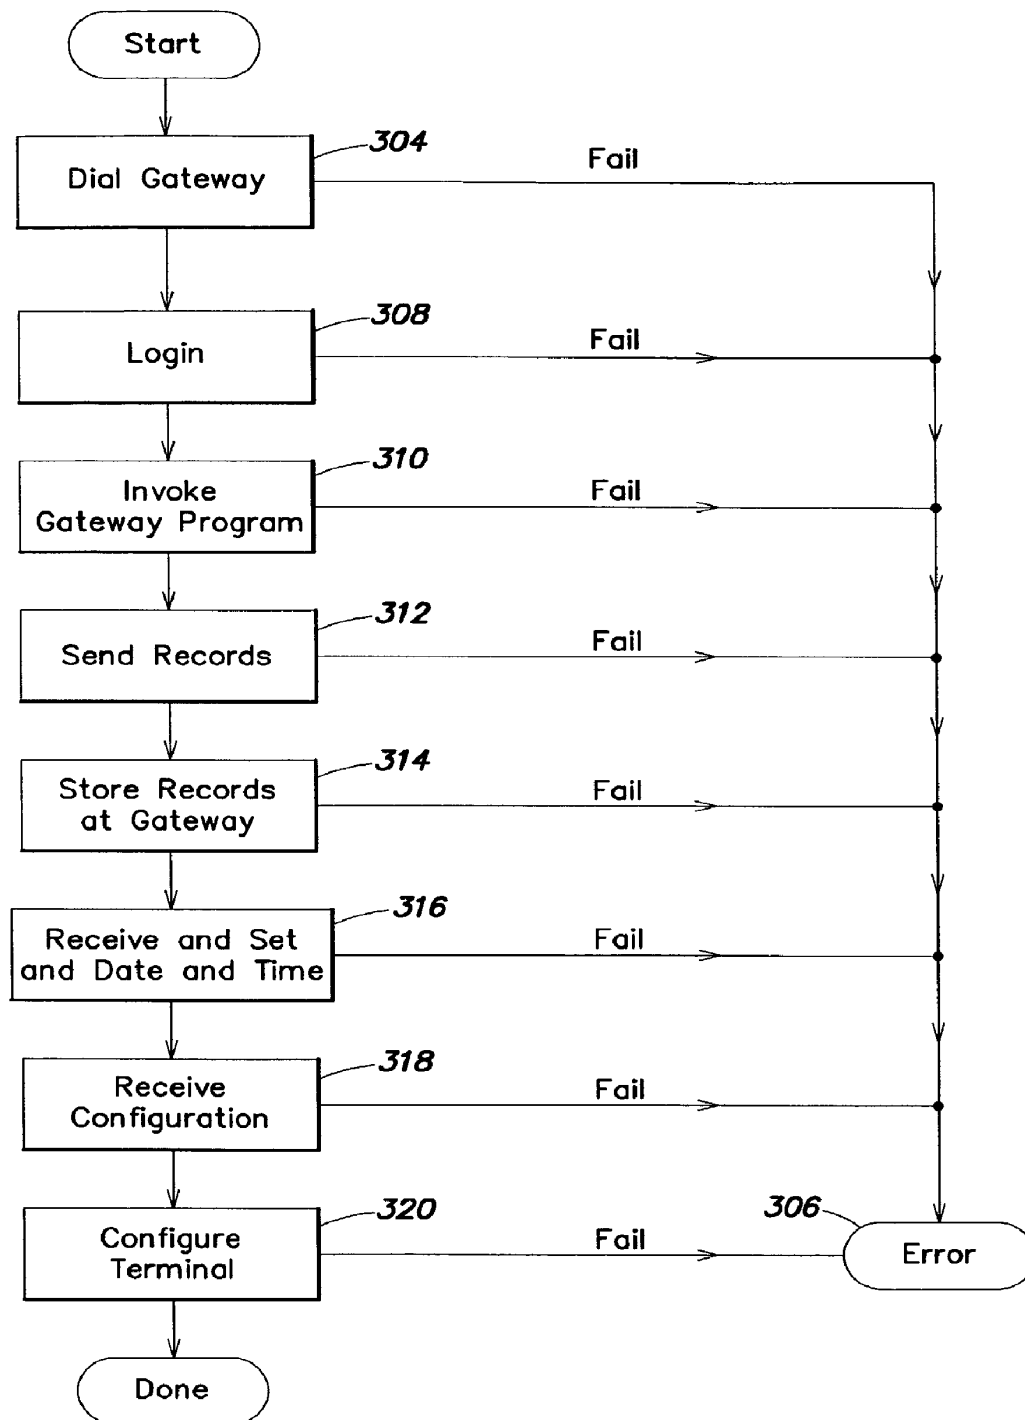 Start
304
Dial Gateway
Fail
308
Login
Fail
310
Invoke
Gateway Program
Fail
312
Send Records
Fail
314
Store Records
at Gateway
Fail
316
Receive and Set
and Date and Time
Fail
318
Receive
Configuration
Fail
320
Configure
Terminal
Fail
306
Error
Done